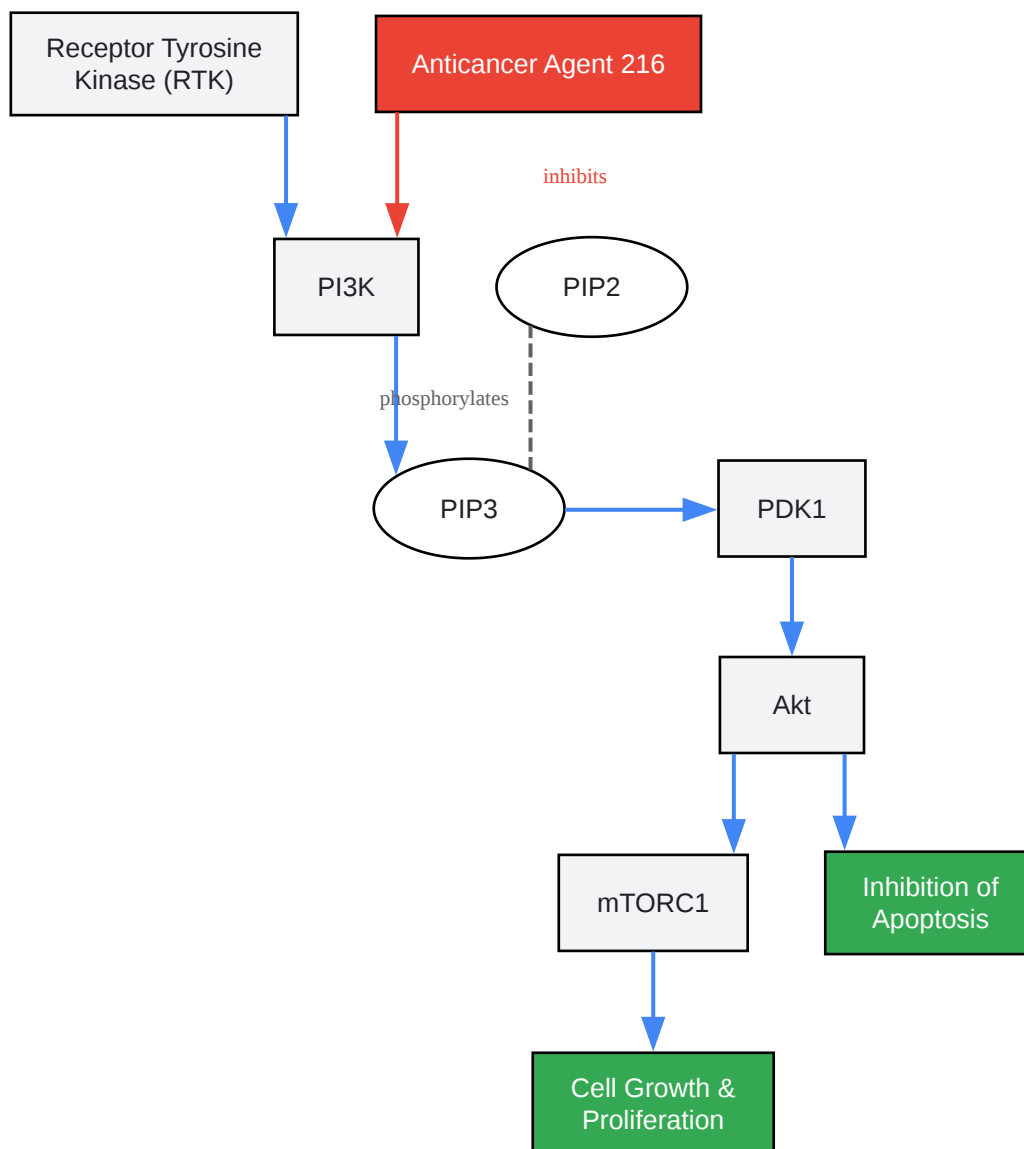 Receptor Tyrosine
Kinase (RTK)
Anticancer Agent 216
inhibits
PI3K
PIP2
phosphorylates
PIP3
PDK1
Akt
mTORC1
Inhibition of
Apoptosis
Cell Growth &
Proliferation